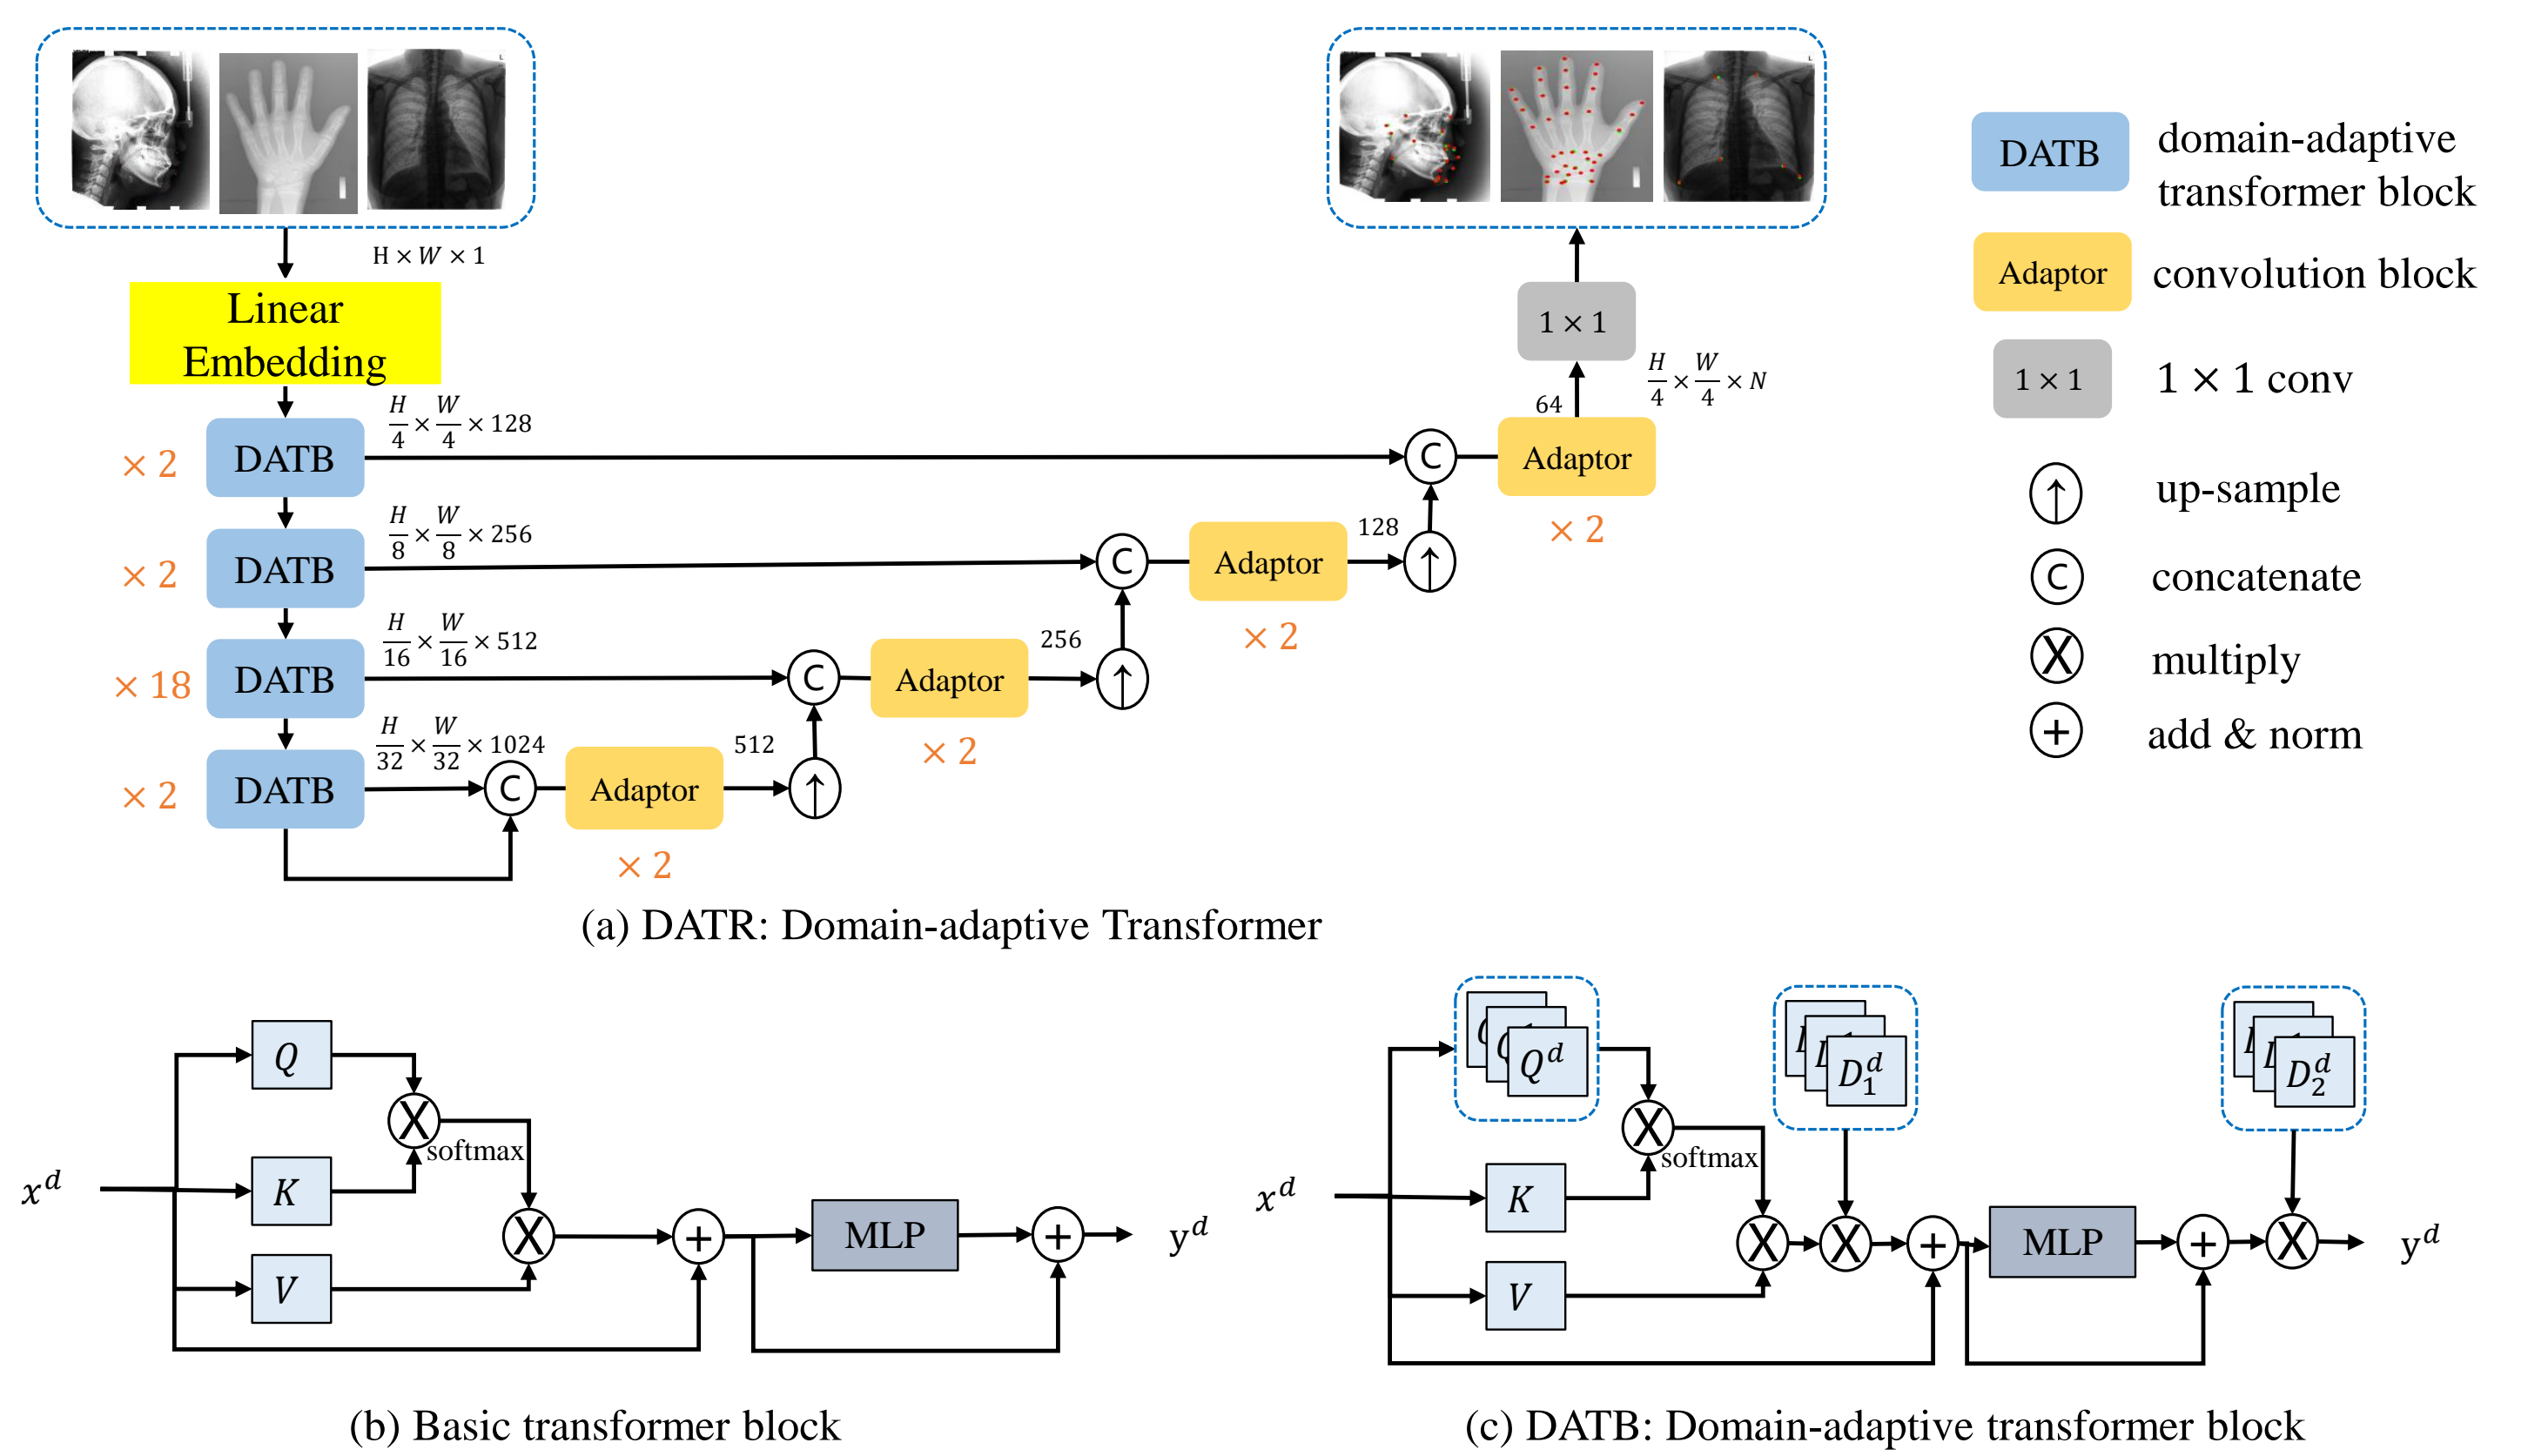 H × W × 1
Linear
Embedding
DATB
× 2
H/4 × W/4 × 128
DATB
× 2
H/8 × W/8 × 256
DATB
× 18
H/16 × W/16 × 512
DATB
× 2
H/32 × W/32 × 1024
C
Adaptor
× 2
512
↑
C
Adaptor
× 2
256
↑
C
Adaptor
× 2
128
↑
C
Adaptor
× 2
64
H/4 × W/4 × N
1 × 1
DATB
domain-adaptive
transformer block
Adaptor
convolution block
1 × 1
1 × 1 conv
↑
up-sample
C
concatenate
X
multiply
+
add & norm
(a) DATR: Domain-adaptive Transformer
x^d
Q
K
V
X
softmax
X
+
MLP
+
y^d
(b) Basic transformer block
x^d
Q^d
K
V
X
softmax
X
D_1^d
X
+
MLP
+
D_2^d
X
y^d
(c) DATB: Domain-adaptive transformer block